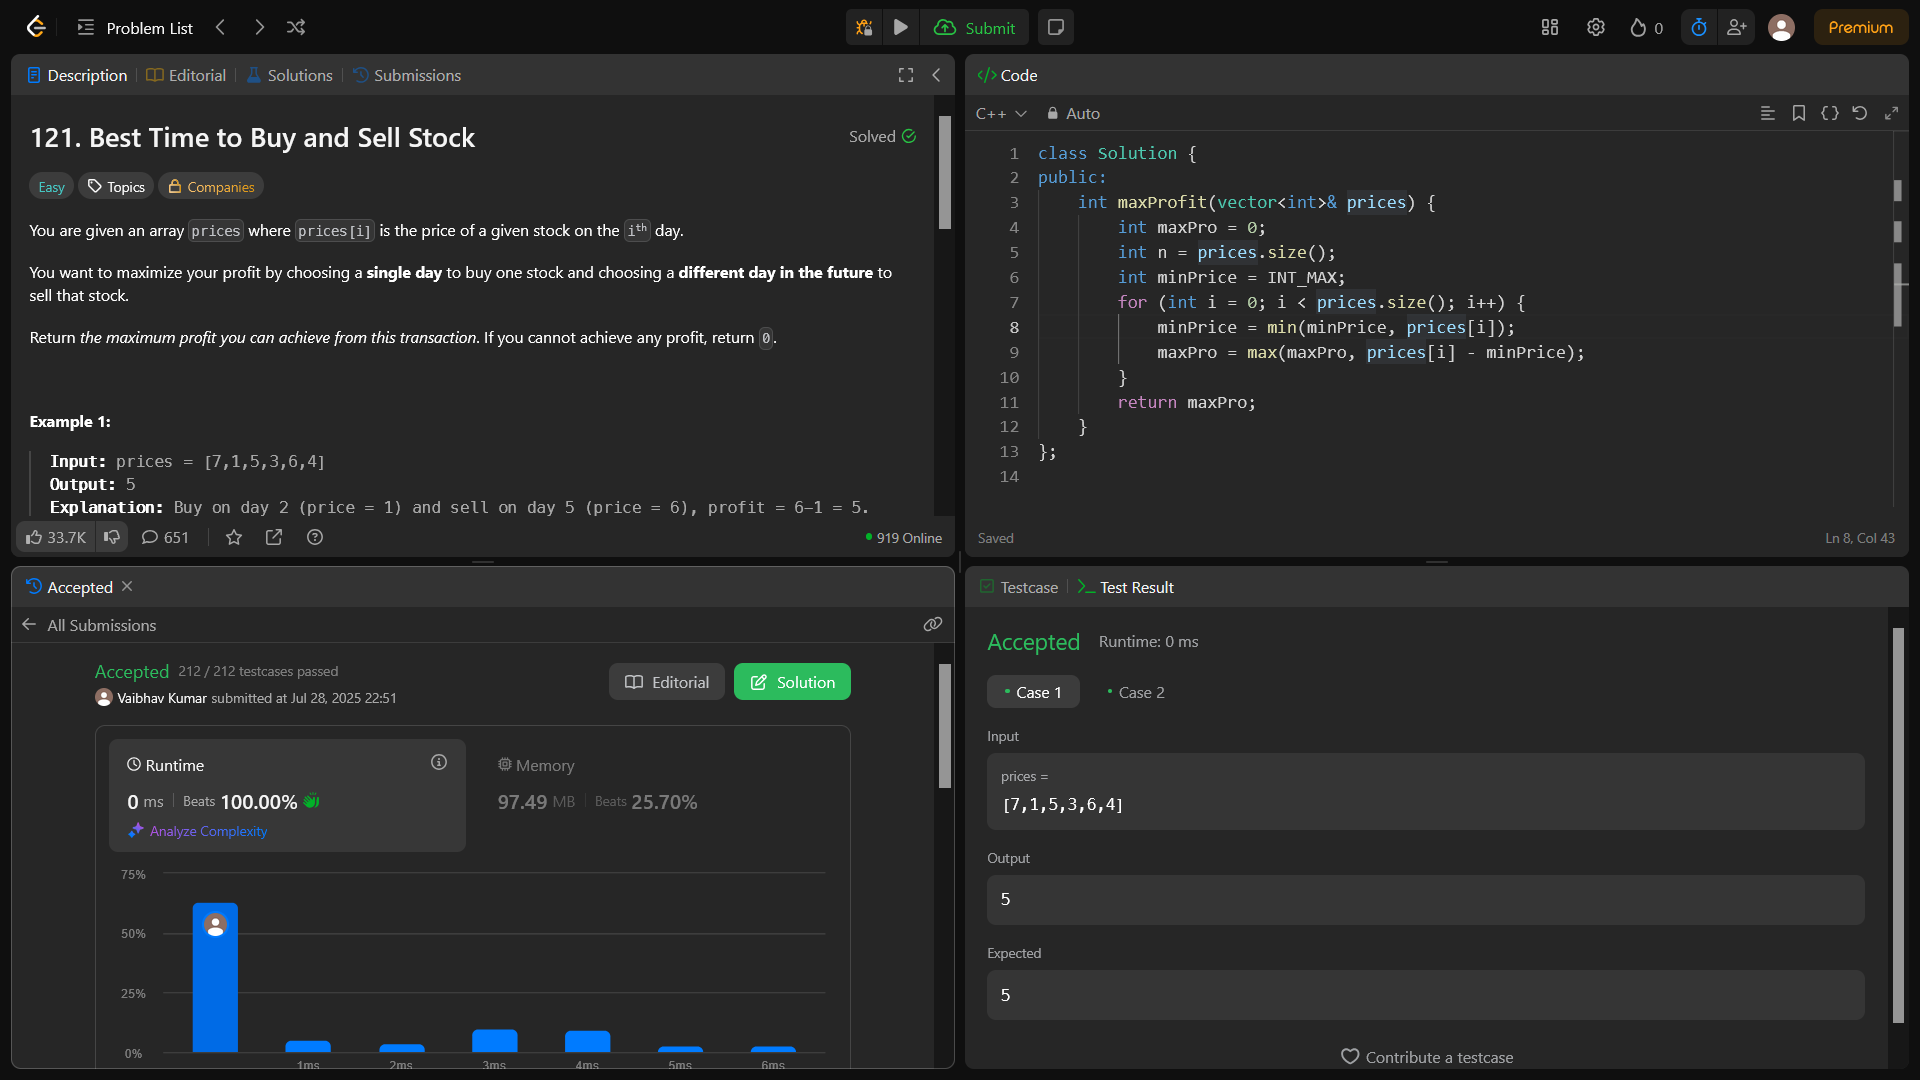 Problem List
Submit
0
Premium
Description
Editorial
Solutions
Submissions
121. Best Time to Buy and Sell Stock
Solved
Easy
Topics
Companies
You are given an array prices where prices[i] is the price of a given stock on the ith day.
You want to maximize your profit by choosing a single day to buy one stock and choosing a different day in the future to
sell that stock.
Return the maximum profit you can achieve from this transaction. If you cannot achieve any profit, return 0.
Example 1:
Input: prices = [7,1,5,3,6,4]
Output: 5
Explanation: Buy on day 2 (price = 1) and sell on day 5 (price = 6), profit = 6-1 = 5.
33.7K
651
919 Online
</> Code
C++
Auto
1 class Solution {
2 public:
3 int maxProfit(vector<int>& prices) {
4 int maxPro = 0;
5 int n = prices.size();
6 int minPrice = INT_MAX;
7 for (int i = 0; i < prices.size(); i++) {
8 minPrice = min(minPrice, prices[i]);
9 maxPro = max(maxPro, prices[i] - minPrice);
10 }
11 return maxPro;
12 }
13 };
14
Saved
Ln 8, Col 43
Accepted
All Submissions
Accepted 212 / 212 testcases passed
Vaibhav Kumar submitted at Jul 28, 2025 22:51
Editorial
Solution
Runtime
0 ms
Beats 100.00%
Analyze Complexity
Memory
97.49 MB
Beats 25.70%
75%
50%
25%
0%
1ms
2ms
3ms
4ms
5ms
6ms
Testcase
Test Result
Accepted
Runtime: 0 ms
Case 1
Case 2
Input
prices =
[7,1,5,3,6,4]
Output
5
Expected
5
Contribute a testcase